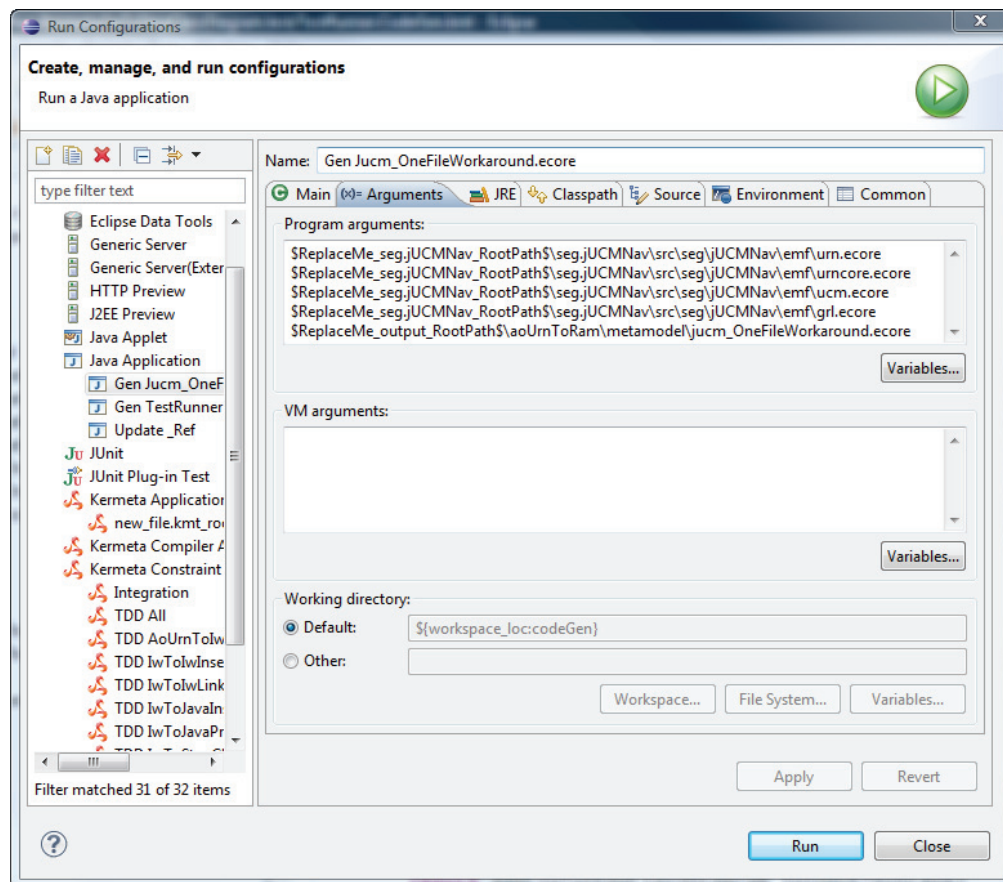 Run Configurations
X
Create, manage, and run configurations
Run a Java application
type filter text
Eclipse Data Tools
Generic Server
Generic Server(Exter
HTTP Preview
J2EE Preview
Java Applet
Java Application
Gen Jucm_OneF
Gen TestRunner
Update _Ref
JUnit
JUnit Plug-in Test
Kermeta Application
new_file.kmt_ro
Kermeta Compiler A
Kermeta Constraint
Integration
TDD All
TDD AoUrnToIw
TDD IwToIwInse
TDD IwToIwLink
TDD IwToJavaIn
TDD IwToJavaPr
Filter matched 31 of 32 items
Name: Gen Jucm_OneFileWorkaround.ecore
Main (x)= Arguments JRE Classpath Source Environment Common
Program arguments:
$ReplaceMe_seg.jUCMNav_RootPath$\seg.jUCMNav\src\seg\jUCMNav\emf\urn.ecore
$ReplaceMe_seg.jUCMNav_RootPath$\seg.jUCMNav\src\seg\jUCMNav\emf\urncore.ecore
$ReplaceMe_seg.jUCMNav_RootPath$\seg.jUCMNav\src\seg\jUCMNav\emf\ucm.ecore
$ReplaceMe_seg.jUCMNav_RootPath$\seg.jUCMNav\src\seg\jUCMNav\emf\grl.ecore
$ReplaceMe_output_RootPath$\aoUrnToRam\metamodel\jucm_OneFileWorkaround.ecore
Variables...
VM arguments:
Variables...
Working directory:
Default: ${workspace_loc:codeGen}
Other:
Workspace... File System... Variables...
Apply Revert
? Run Close